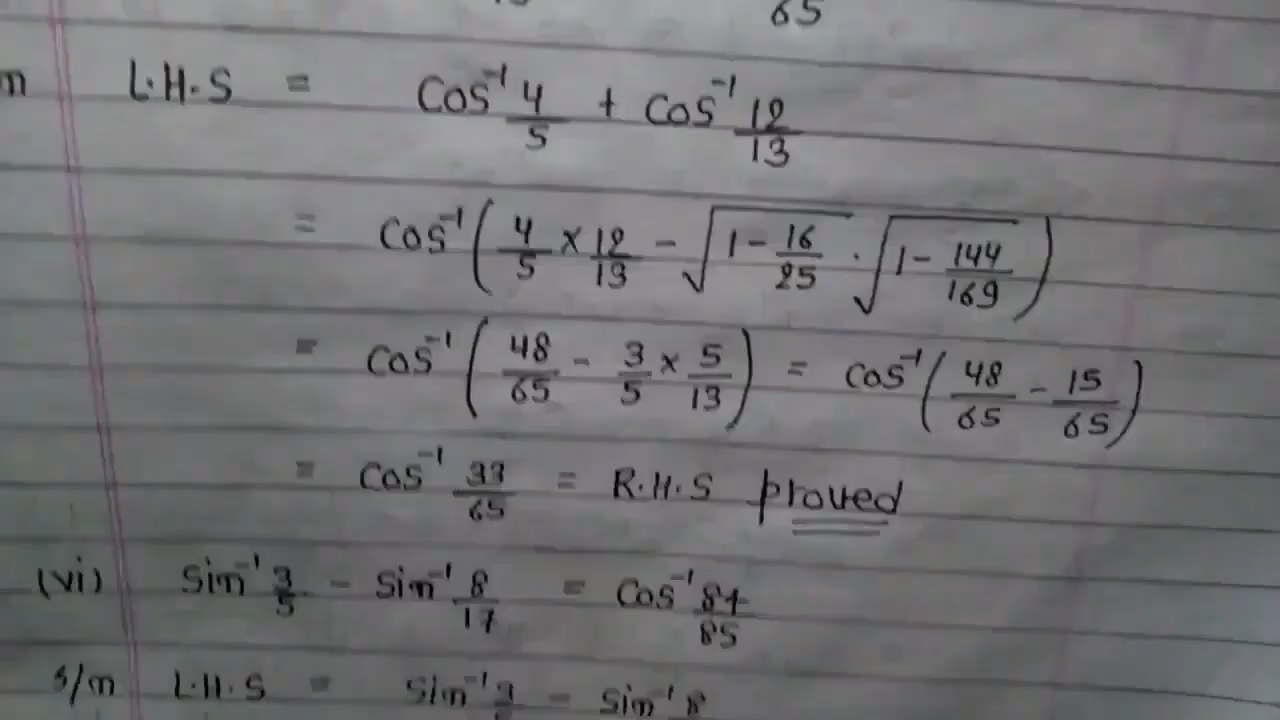 65
n L.H.S = Cos⁻¹ 4/5 + Cos⁻¹ 12/13
= Cos⁻¹ ( 4/5 × 12/13 - √(1 - 16/25) · √(1 - 144/169) )
= Cos⁻¹ ( 48/65 - 3/5 × 5/13 ) = Cos⁻¹ ( 48/65 - 15/65 )
= Cos⁻¹ 33/65 = R.H.S proved
(vi) Sin⁻¹ 3/5 - Sin⁻¹ 8/17 = Cos⁻¹ 84/85
s/n L.H.S = Sin⁻¹ 3 - Sin⁻¹ 8